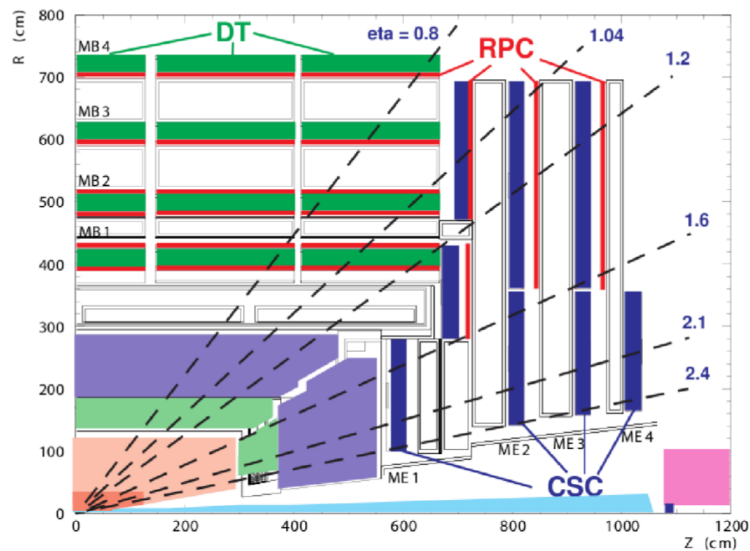 R (cm)
800
700
600
500
400
300
200
100
0
MB 4
MB 3
MB 2
MB 1
DT
eta = 0.8
RPC
1.04
1.2
1.6
2.1
2.4
ME 1
ME 2
ME 3
ME 4
CSC
0
200
400
600
800
1000
1200
Z (cm)